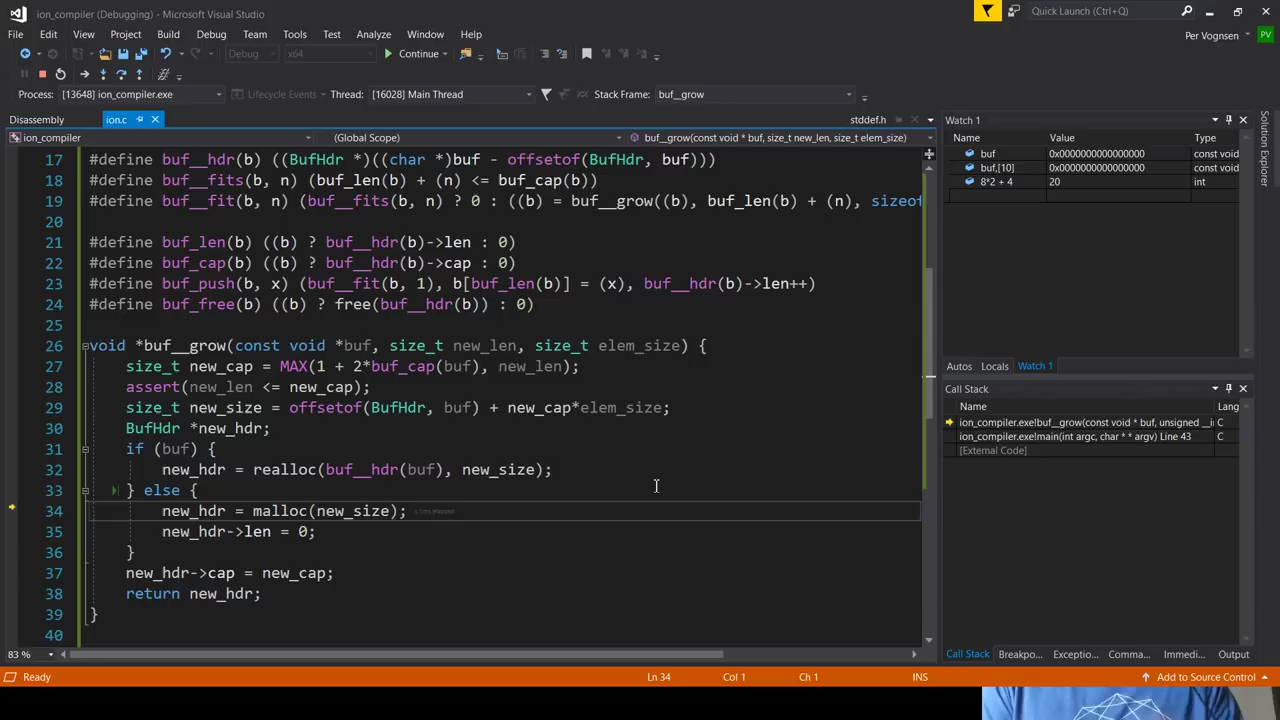 ion_compiler (Debugging) - Microsoft Visual Studio
Quick Launch (Ctrl+Q)
File Edit View Project Build Debug Team Tools Test Analyze Window Help
Per Vognsen PV
Debug x64 Continue
Process: [13648] ion_compiler.exe Lifecycle Events Thread: [16028] Main Thread Stack Frame: buf__grow
Disassembly ion.c stddef.h
ion_compiler (Global Scope) buf__grow(const void * buf, size_t new_len, size_t elem_size)
17 #define buf__hdr(b) ((BufHdr *)((char *)buf - offsetof(BufHdr, buf)))
18 #define buf__fits(b, n) (buf_len(b) + (n) <= buf_cap(b))
19 #define buf__fit(b, n) (buf__fits(b, n) ? 0 : ((b) = buf__grow((b), buf_len(b) + (n), sizeof
20
21 #define buf_len(b) ((b) ? buf__hdr(b)->len : 0)
22 #define buf_cap(b) ((b) ? buf__hdr(b)->cap : 0)
23 #define buf_push(b, x) (buf__fit(b, 1), b[buf_len(b)] = (x), buf__hdr(b)->len++)
24 #define buf_free(b) ((b) ? free(buf__hdr(b)) : 0)
25
26 void *buf__grow(const void *buf, size_t new_len, size_t elem_size) {
27 size_t new_cap = MAX(1 + 2*buf_cap(buf), new_len);
28 assert(new_len <= new_cap);
29 size_t new_size = offsetof(BufHdr, buf) + new_cap*elem_size;
30 BufHdr *new_hdr;
31 if (buf) {
32 new_hdr = realloc(buf__hdr(buf), new_size);
33 } else {
34 new_hdr = malloc(new_size);
35 new_hdr->len = 0;
36 }
37 new_hdr->cap = new_cap;
38 return new_hdr;
39 }
40
83 %
Watch 1
Name Value Type
buf 0x0000000000000000 const void
buf,[10] 0x0000000000000000 const void
8*2 + 4 20 int
Autos Locals Watch 1
Call Stack
Name Lang
ion_compiler.exe!buf__grow(const void * buf, unsigned __i C
ion_compiler.exe!main(int argc, char * * argv) Line 43 C
[External Code]
Call Stack Breakpo... Exceptio... Comma... Immedi... Output
Solution Explorer
Ready Ln 34 Col 1 Ch 1 INS Add to Source Control